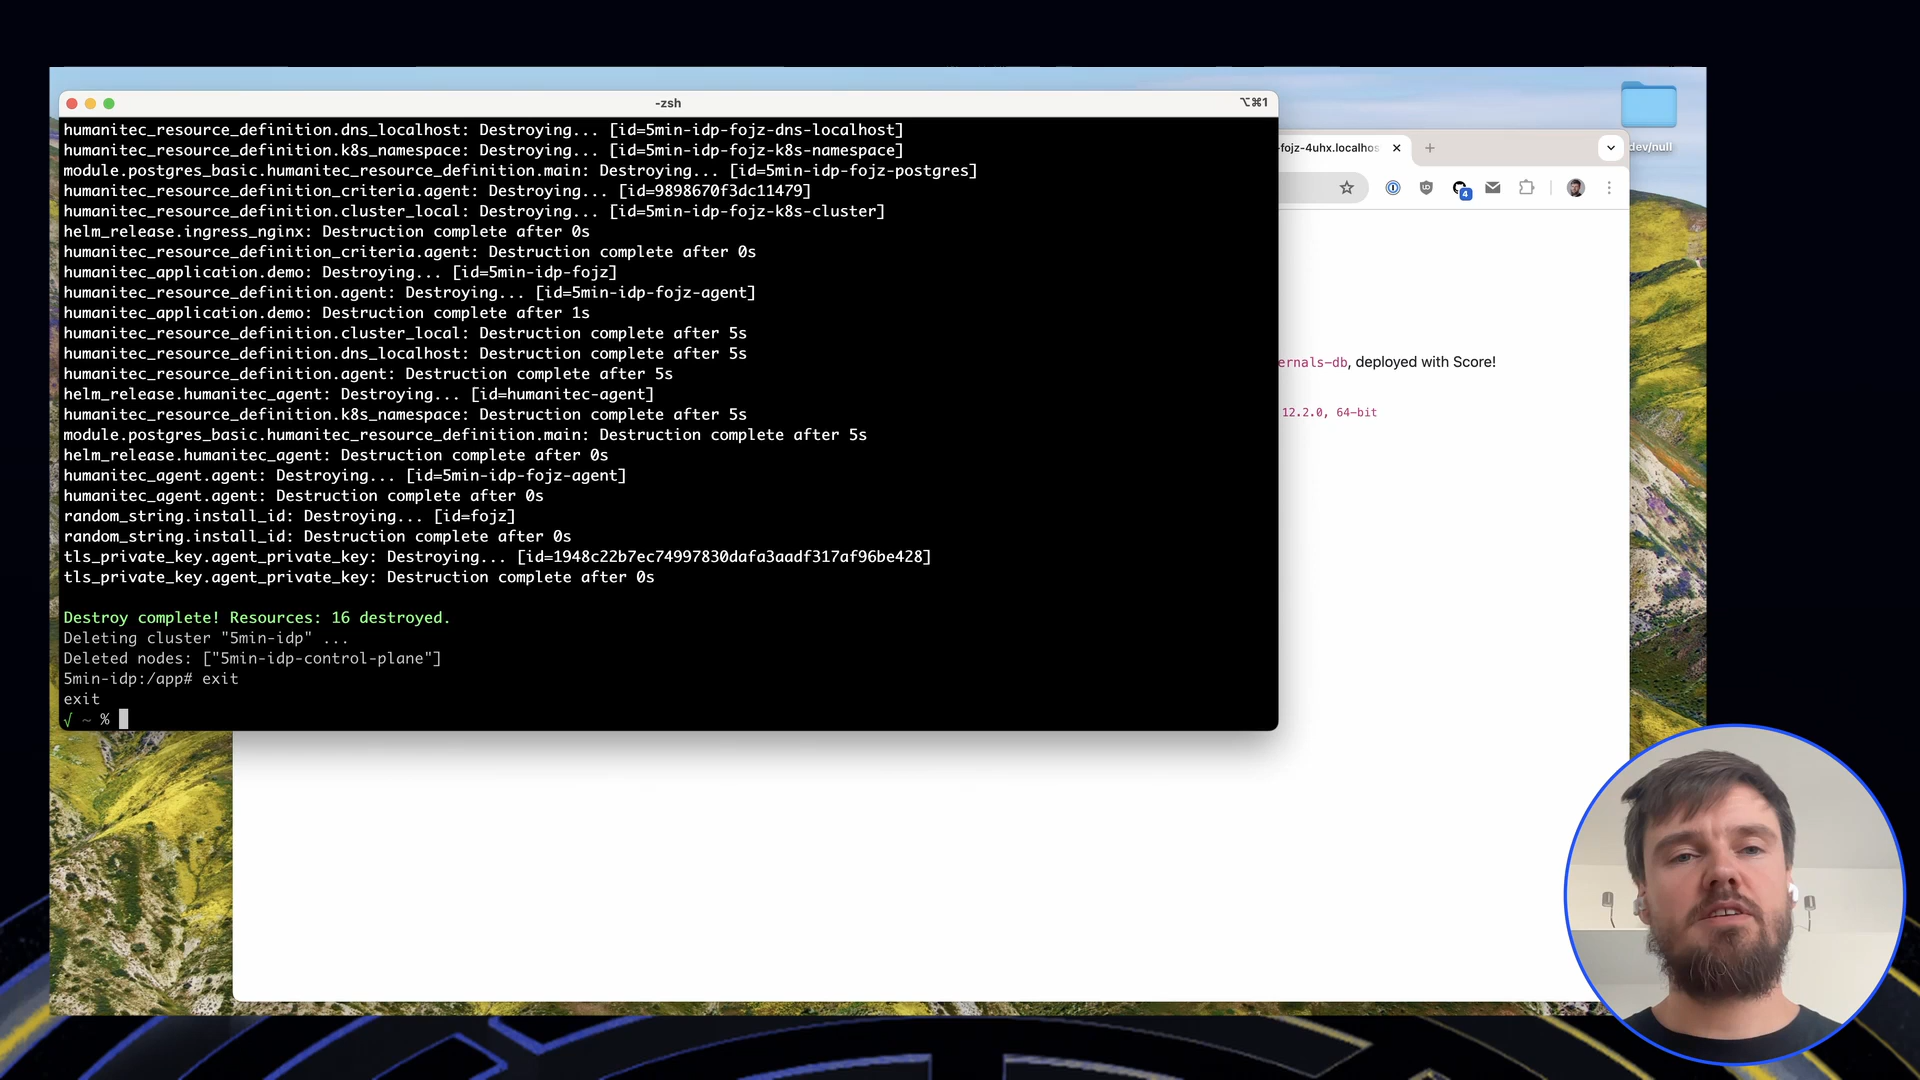 -zsh
⌥⌘1
humanitec_resource_definition.dns_localhost: Destroying... [id=5min-idp-fojz-dns-localhost]
humanitec_resource_definition.k8s_namespace: Destroying... [id=5min-idp-fojz-k8s-namespace]
module.postgres_basic.humanitec_resource_definition.main: Destroying... [id=5min-idp-fojz-postgres]
humanitec_resource_definition_criteria.agent: Destroying... [id=9898670f3dc11479]
humanitec_resource_definition.cluster_local: Destroying... [id=5min-idp-fojz-k8s-cluster]
helm_release.ingress_nginx: Destruction complete after 0s
humanitec_resource_definition_criteria.agent: Destruction complete after 0s
humanitec_application.demo: Destroying... [id=5min-idp-fojz]
humanitec_resource_definition.agent: Destroying... [id=5min-idp-fojz-agent]
humanitec_application.demo: Destruction complete after 1s
humanitec_resource_definition.cluster_local: Destruction complete after 5s
humanitec_resource_definition.dns_localhost: Destruction complete after 5s
humanitec_resource_definition.agent: Destruction complete after 5s
helm_release.humanitec_agent: Destroying... [id=humanitec-agent]
humanitec_resource_definition.k8s_namespace: Destruction complete after 5s
module.postgres_basic.humanitec_resource_definition.main: Destruction complete after 5s
helm_release.humanitec_agent: Destruction complete after 0s
humanitec_agent.agent: Destroying... [id=5min-idp-fojz-agent]
humanitec_agent.agent: Destruction complete after 0s
random_string.install_id: Destroying... [id=fojz]
random_string.install_id: Destruction complete after 0s
tls_private_key.agent_private_key: Destroying... [id=1948c22b7ec74997830dafa3aadf317af96be428]
tls_private_key.agent_private_key: Destruction complete after 0s
Destroy complete! Resources: 16 destroyed.
Deleting cluster "5min-idp" ...
Deleted nodes: ["5min-idp-control-plane"]
5min-idp:/app# exit
exit
√ ~ %
-fojz-4uhx.localhos
dev/null
4
ernals-db, deployed with Score!
12.2.0, 64-bit